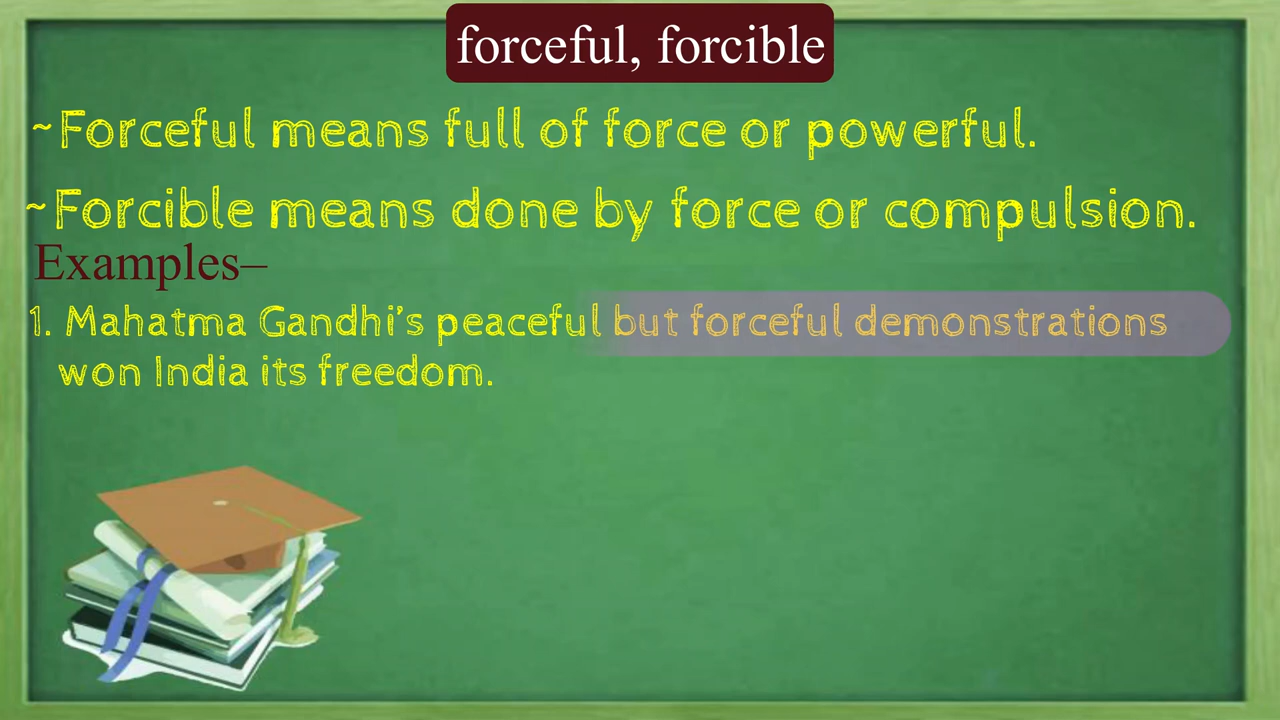 forceful, forcible
~Forceful means full of force or powerful.
~Forcible means done by force or compulsion.
Examples–
1. Mahatma Gandhi's peaceful but forceful demonstrations
won India its freedom.